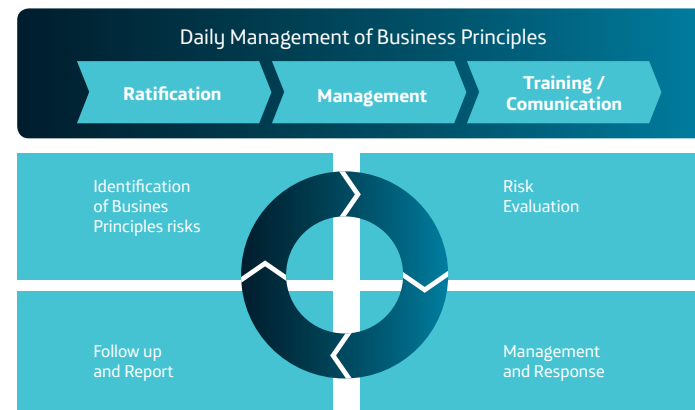 Daily Management of Business Principles
Ratification
Management
Training /
Comunication
Identification
of Busines
Principles risks
Risk
Evaluation
Follow up
and Report
Management
and Response